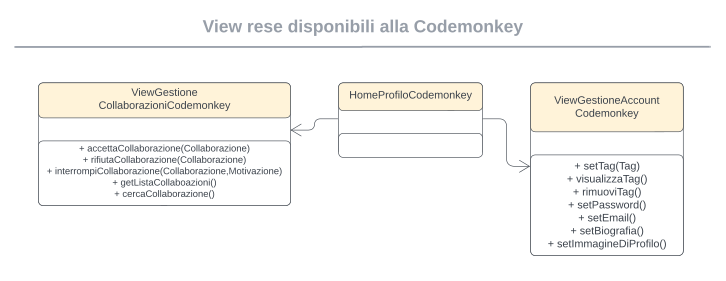 View rese disponibili alla Codemonkey
ViewGestione
CollaborazioniCodemonkey
+ accettaCollaborazione(Collaborazione)
+ rifiutaCollaborazione(Collaborazione)
+ interrompiCollaborazione(Collaborazione,Motivazione)
+ getListaCollaboazioni()
+ cercaCollaborazione()
HomeProfiloCodemonkey
ViewGestioneAccount
Codemonkey
+ setTag(Tag)
+ visualizzaTag()
+ rimuoviTag()
+ setPassword()
+ setEmail()
+ setBiografia()
+ setImmagineDiProfilo()